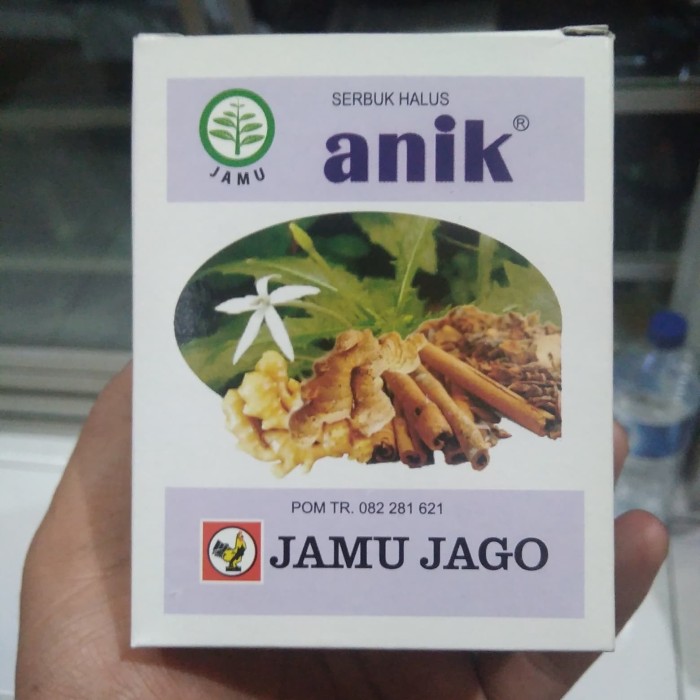 SERBUK HALUS
anik®
JAMU
POM TR. 082 281 621
JAMU JAGO